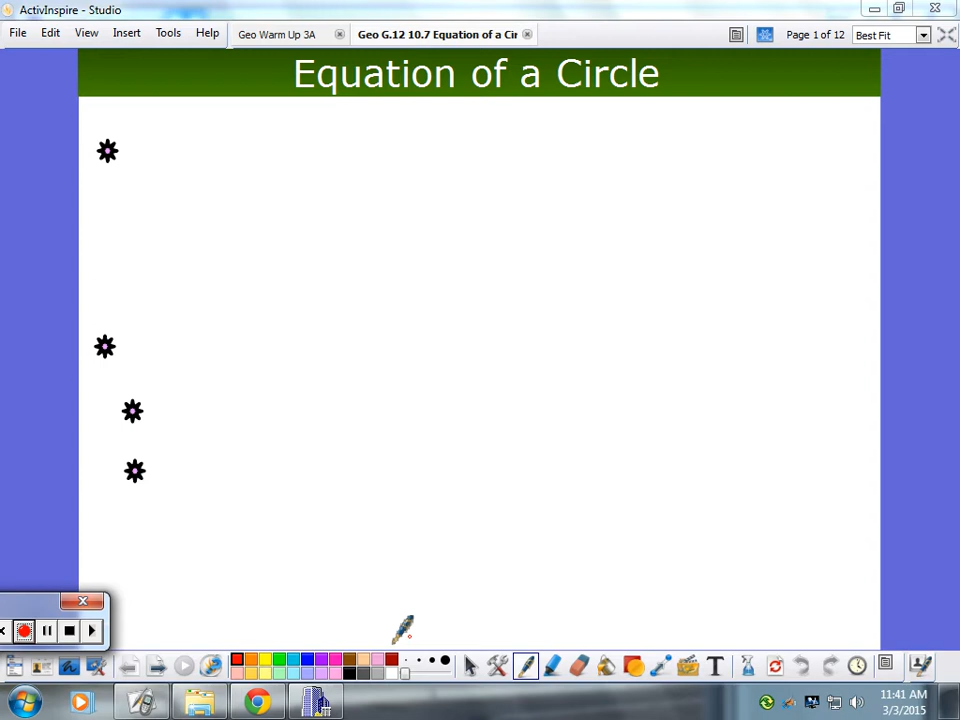 ActivInspire - Studio
File Edit View Insert Tools Help Geo Warm Up 3A Geo G.12 10.7 Equation of a Cir Page 1 of 12 Best Fit
Equation of a Circle
11:41 AM
3/3/2015